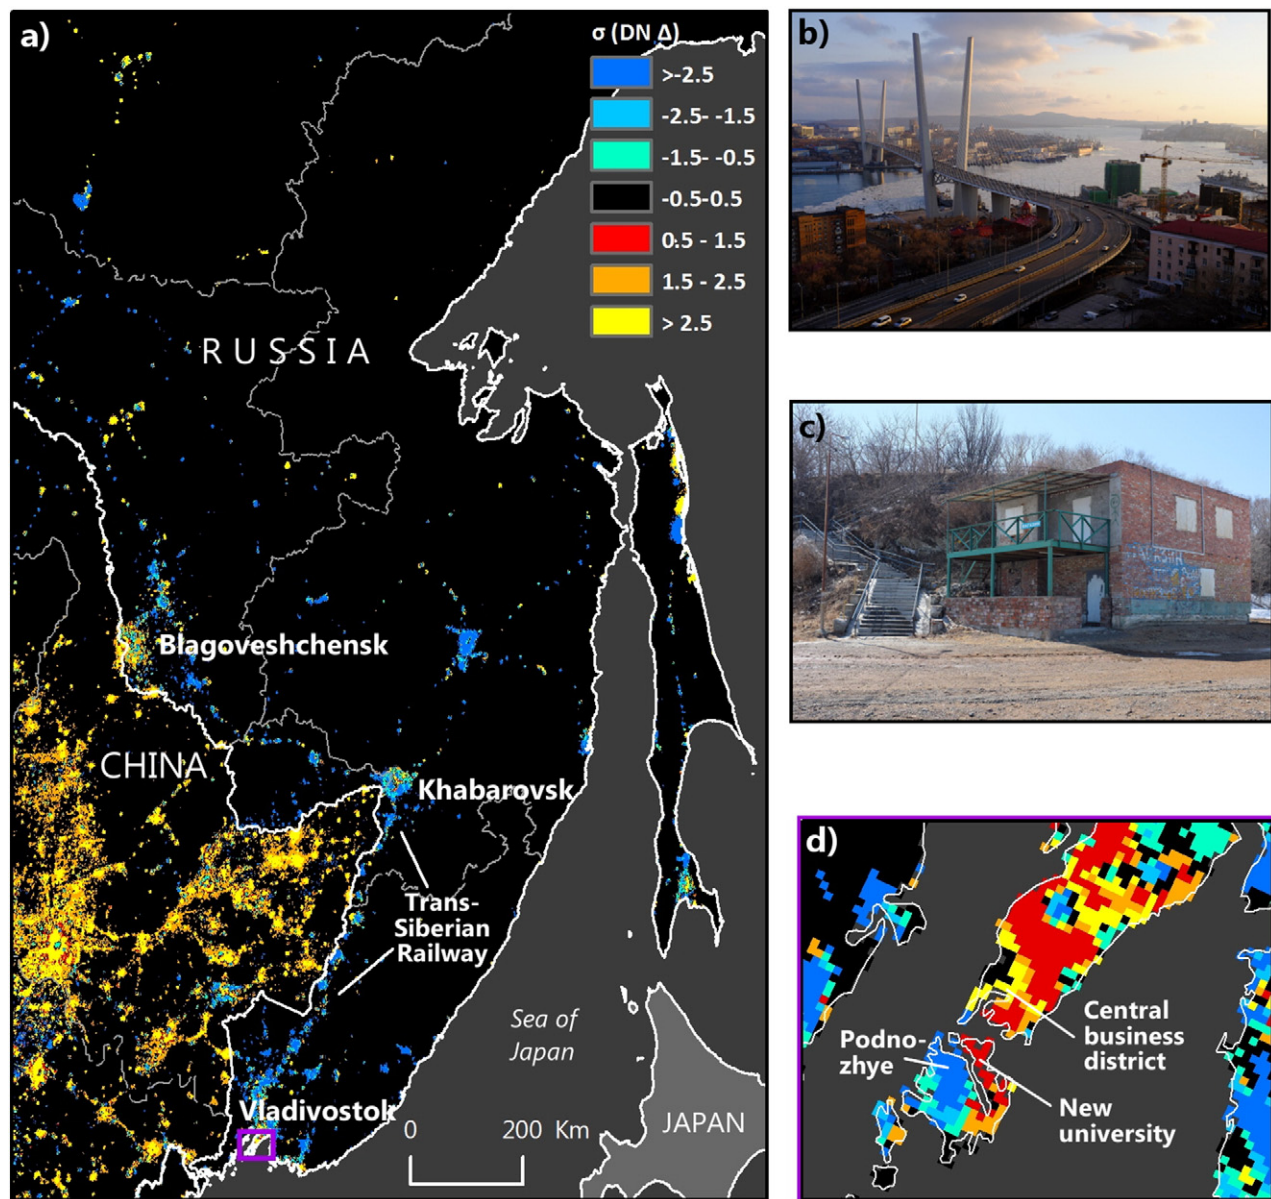 a)
σ (DN Δ)
>-2.5
-2.5- -1.5
-1.5- -0.5
-0.5-0.5
0.5 - 1.5
1.5 - 2.5
> 2.5
RUSSIA
Blagoveshchensk
CHINA
Khabarovsk
Trans-
Siberian
Railway
Sea of
Japan
Vladivostok
0 200 Km
JAPAN
b)
c)
d)
Central
business
district
Podno-
zhye
New
university